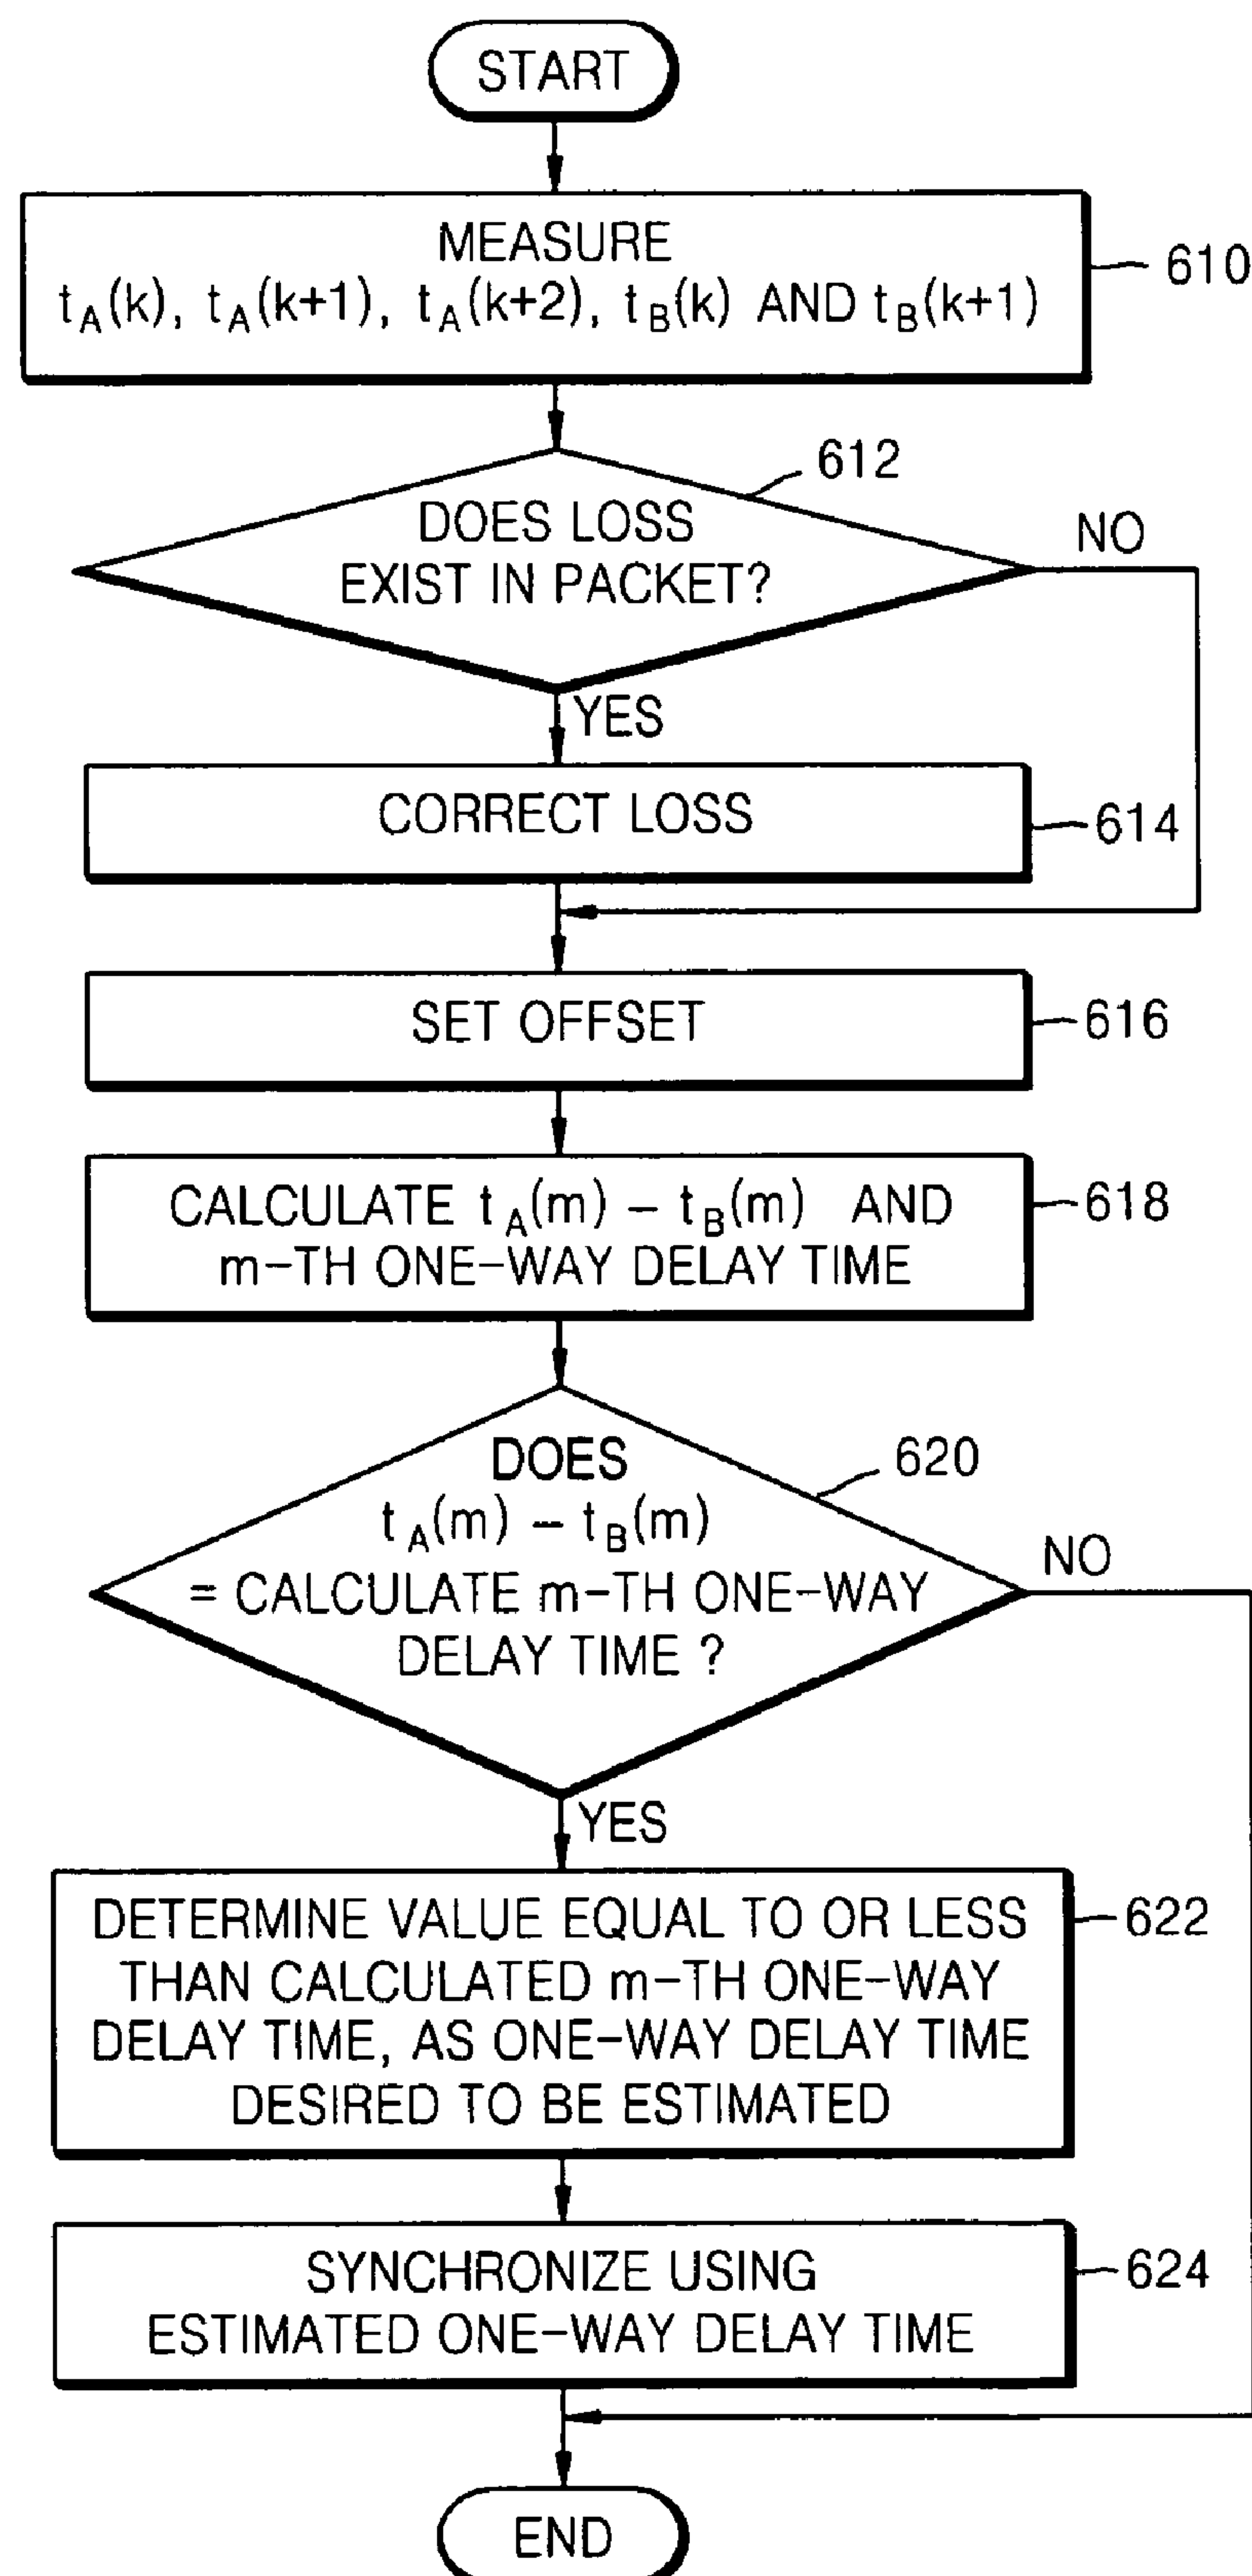 START
MEASURE
tA(k), tA(k+1), tA(k+2), tB(k) AND tB(k+1)
610
612
DOES LOSS
EXIST IN PACKET?
NO
YES
CORRECT LOSS
614
SET OFFSET
616
CALCULATE tA(m) – tB(m) AND
m-TH ONE-WAY DELAY TIME
618
DOES
tA(m) – tB(m)
= CALCULATE m-TH ONE-WAY
DELAY TIME ?
620
NO
YES
DETERMINE VALUE EQUAL TO OR LESS
THAN CALCULATED m-TH ONE-WAY
DELAY TIME, AS ONE-WAY DELAY TIME
DESIRED TO BE ESTIMATED
622
SYNCHRONIZE USING
ESTIMATED ONE-WAY DELAY TIME
624
END